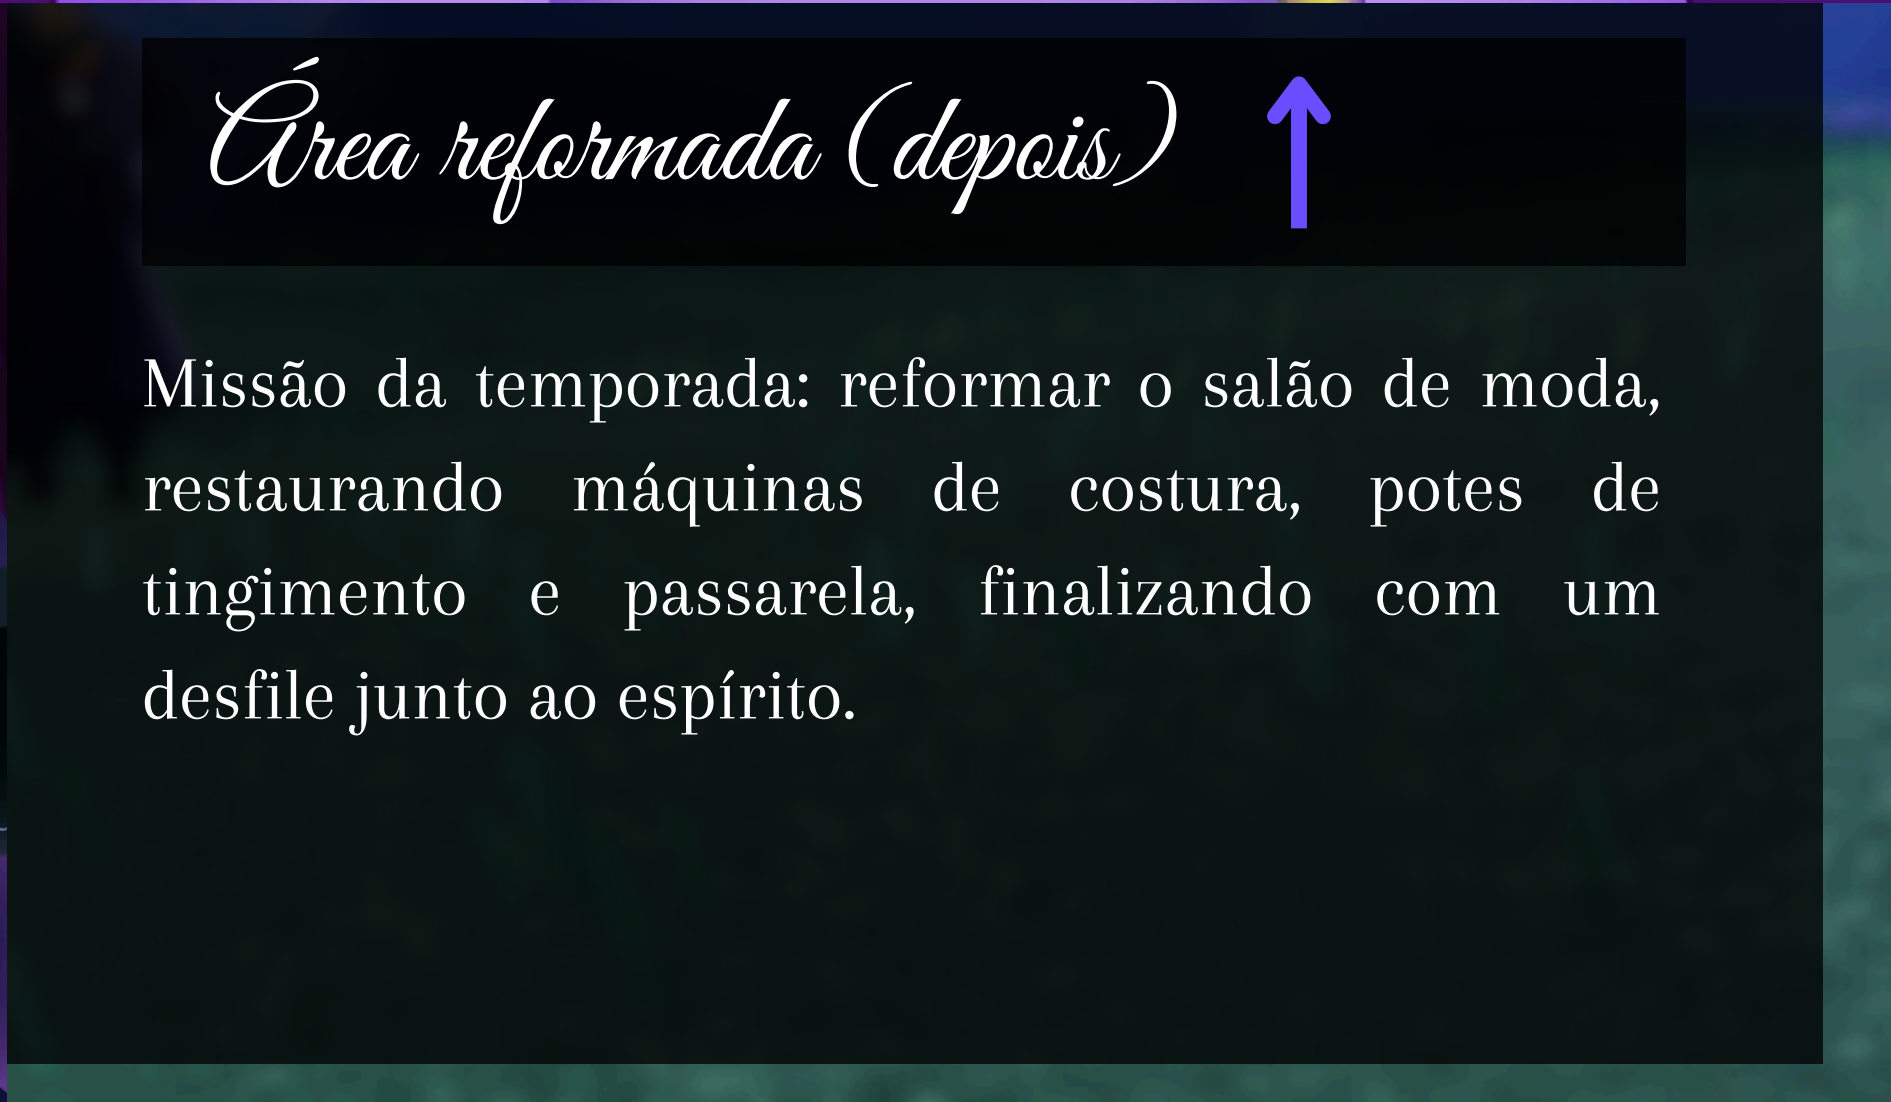 Área reformada (depois)
Missão da temporada: reformar o salão de moda,
restaurando máquinas de costura, potes de
tingimento e passarela, finalizando com um
desfile junto ao espírito.